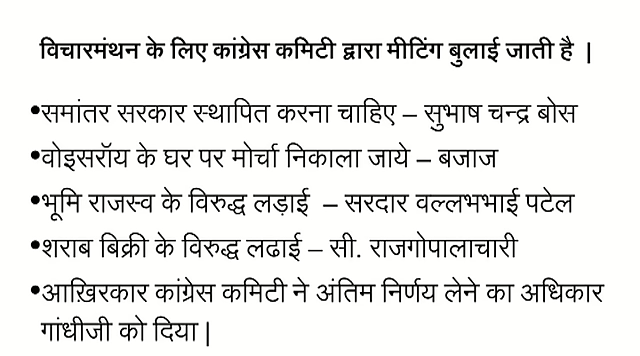 विचारमंथन के लिए कांग्रेस कमिटी द्वारा मीटिंग बुलाई जाती है |
•समांतर सरकार स्थापित करना चाहिए – सुभाष चन्द्र बोस
•वोइसरॉय के घर पर मोर्चा निकाला जाये – बजाज
•भूमि राजस्व के विरुद्ध लड़ाई – सरदार वल्लभभाई पटेल
•शराब बिक्री के विरुद्ध लढाई – सी. राजगोपालाचारी
•आख़िरकार कांग्रेस कमिटी ने अंतिम निर्णय लेने का अधिकार
गांधीजी को दिया|